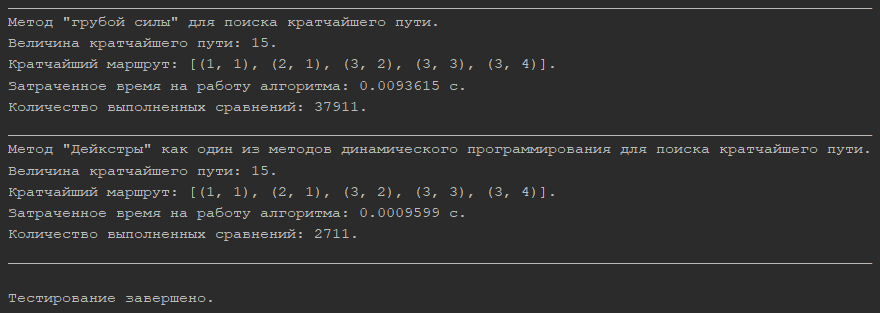 Метод "грубой силы" для поиска кратчайшего пути.
Величина кратчайшего пути: 15.
Кратчайший маршрут: [(1, 1), (2, 1), (3, 2), (3, 3), (3, 4)].
Затраченное время на работу алгоритма: 0.0093615 с.
Количество выполненных сравнений: 37911.
Метод "Дейкстры" как один из методов динамического программирования для поиска кратчайшего пути.
Величина кратчайшего пути: 15.
Кратчайший маршрут: [(1, 1), (2, 1), (3, 2), (3, 3), (3, 4)].
Затраченное время на работу алгоритма: 0.0009599 с.
Количество выполненных сравнений: 2711.
Тестирование завершено.